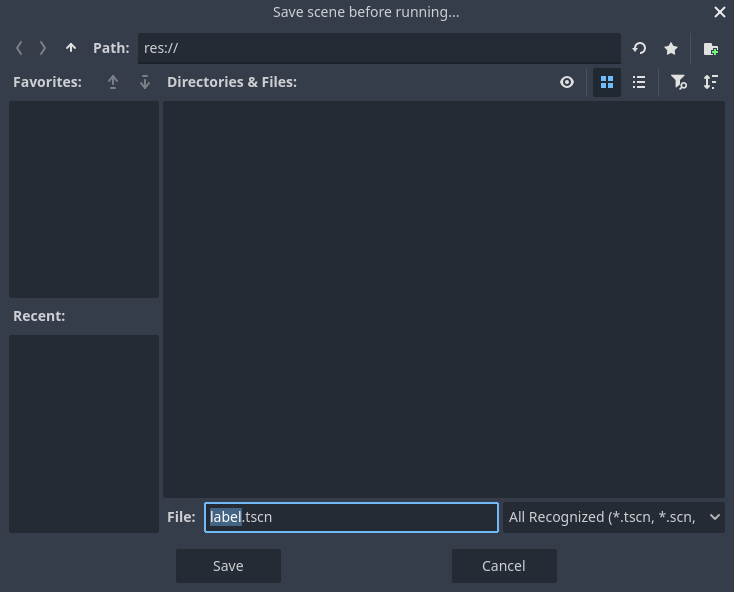 Save scene before running...
Path: res://
Favorites: Directories & Files:
Recent:
File: label.tscn All Recognized (*.tscn, *.scn,
Save Cancel